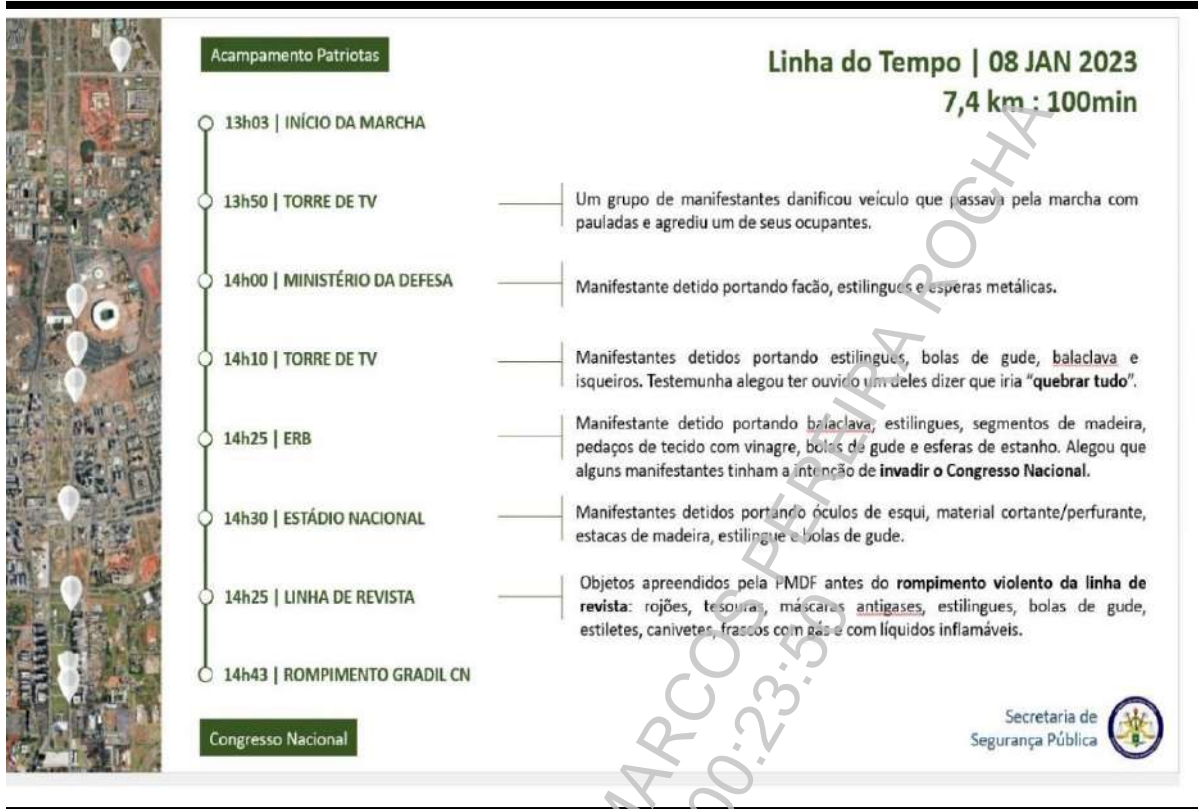 Acampamento Patriotas
Linha do Tempo | 08 JAN 2023
7,4 km : 100min
13h03 | INÍCIO DA MARCHA
13h50 | TORRE DE TV
Um grupo de manifestantes danificou veículo que passava pela marcha com
pauladas e agrediu um de seus ocupantes.
14h00 | MINISTÉRIO DA DEFESA
Manifestante detido portando facão, estilingues e esperas metálicas.
14h10 | TORRE DE TV
Manifestantes detidos portando estilingues, bolas de gude, balaclava e
isqueiros. Testemunha alegou ter ouvido um deles dizer que iria “quebrar tudo”.
14h25 | ERB
Manifestante detido portando balaclava, estilingues, segmentos de madeira,
pedaços de tecido com vinagre, bolas de gude e esferas de estanho. Alegou que
alguns manifestantes tinham a intenção de invadir o Congresso Nacional.
14h30 | ESTÁDIO NACIONAL
Manifestantes detidos portando óculos de esqui, material cortante/perfurante,
estacas de madeira, estilingue e bolas de gude.
14h25 | LINHA DE REVISTA
Objetos apreendidos pela PMDF antes do rompimento violento da linha de
revista: rojões, tesouras, máscaras antigases, estilingues, bolas de gude,
estiletes, canivetes, frascos com gás e com líquidos inflamáveis.
14h43 | ROMPIMENTO GRADIL CN
Congresso Nacional
Secretaria de
Segurança Pública
MARCOS PEREIRA ROCHA
00:23:50